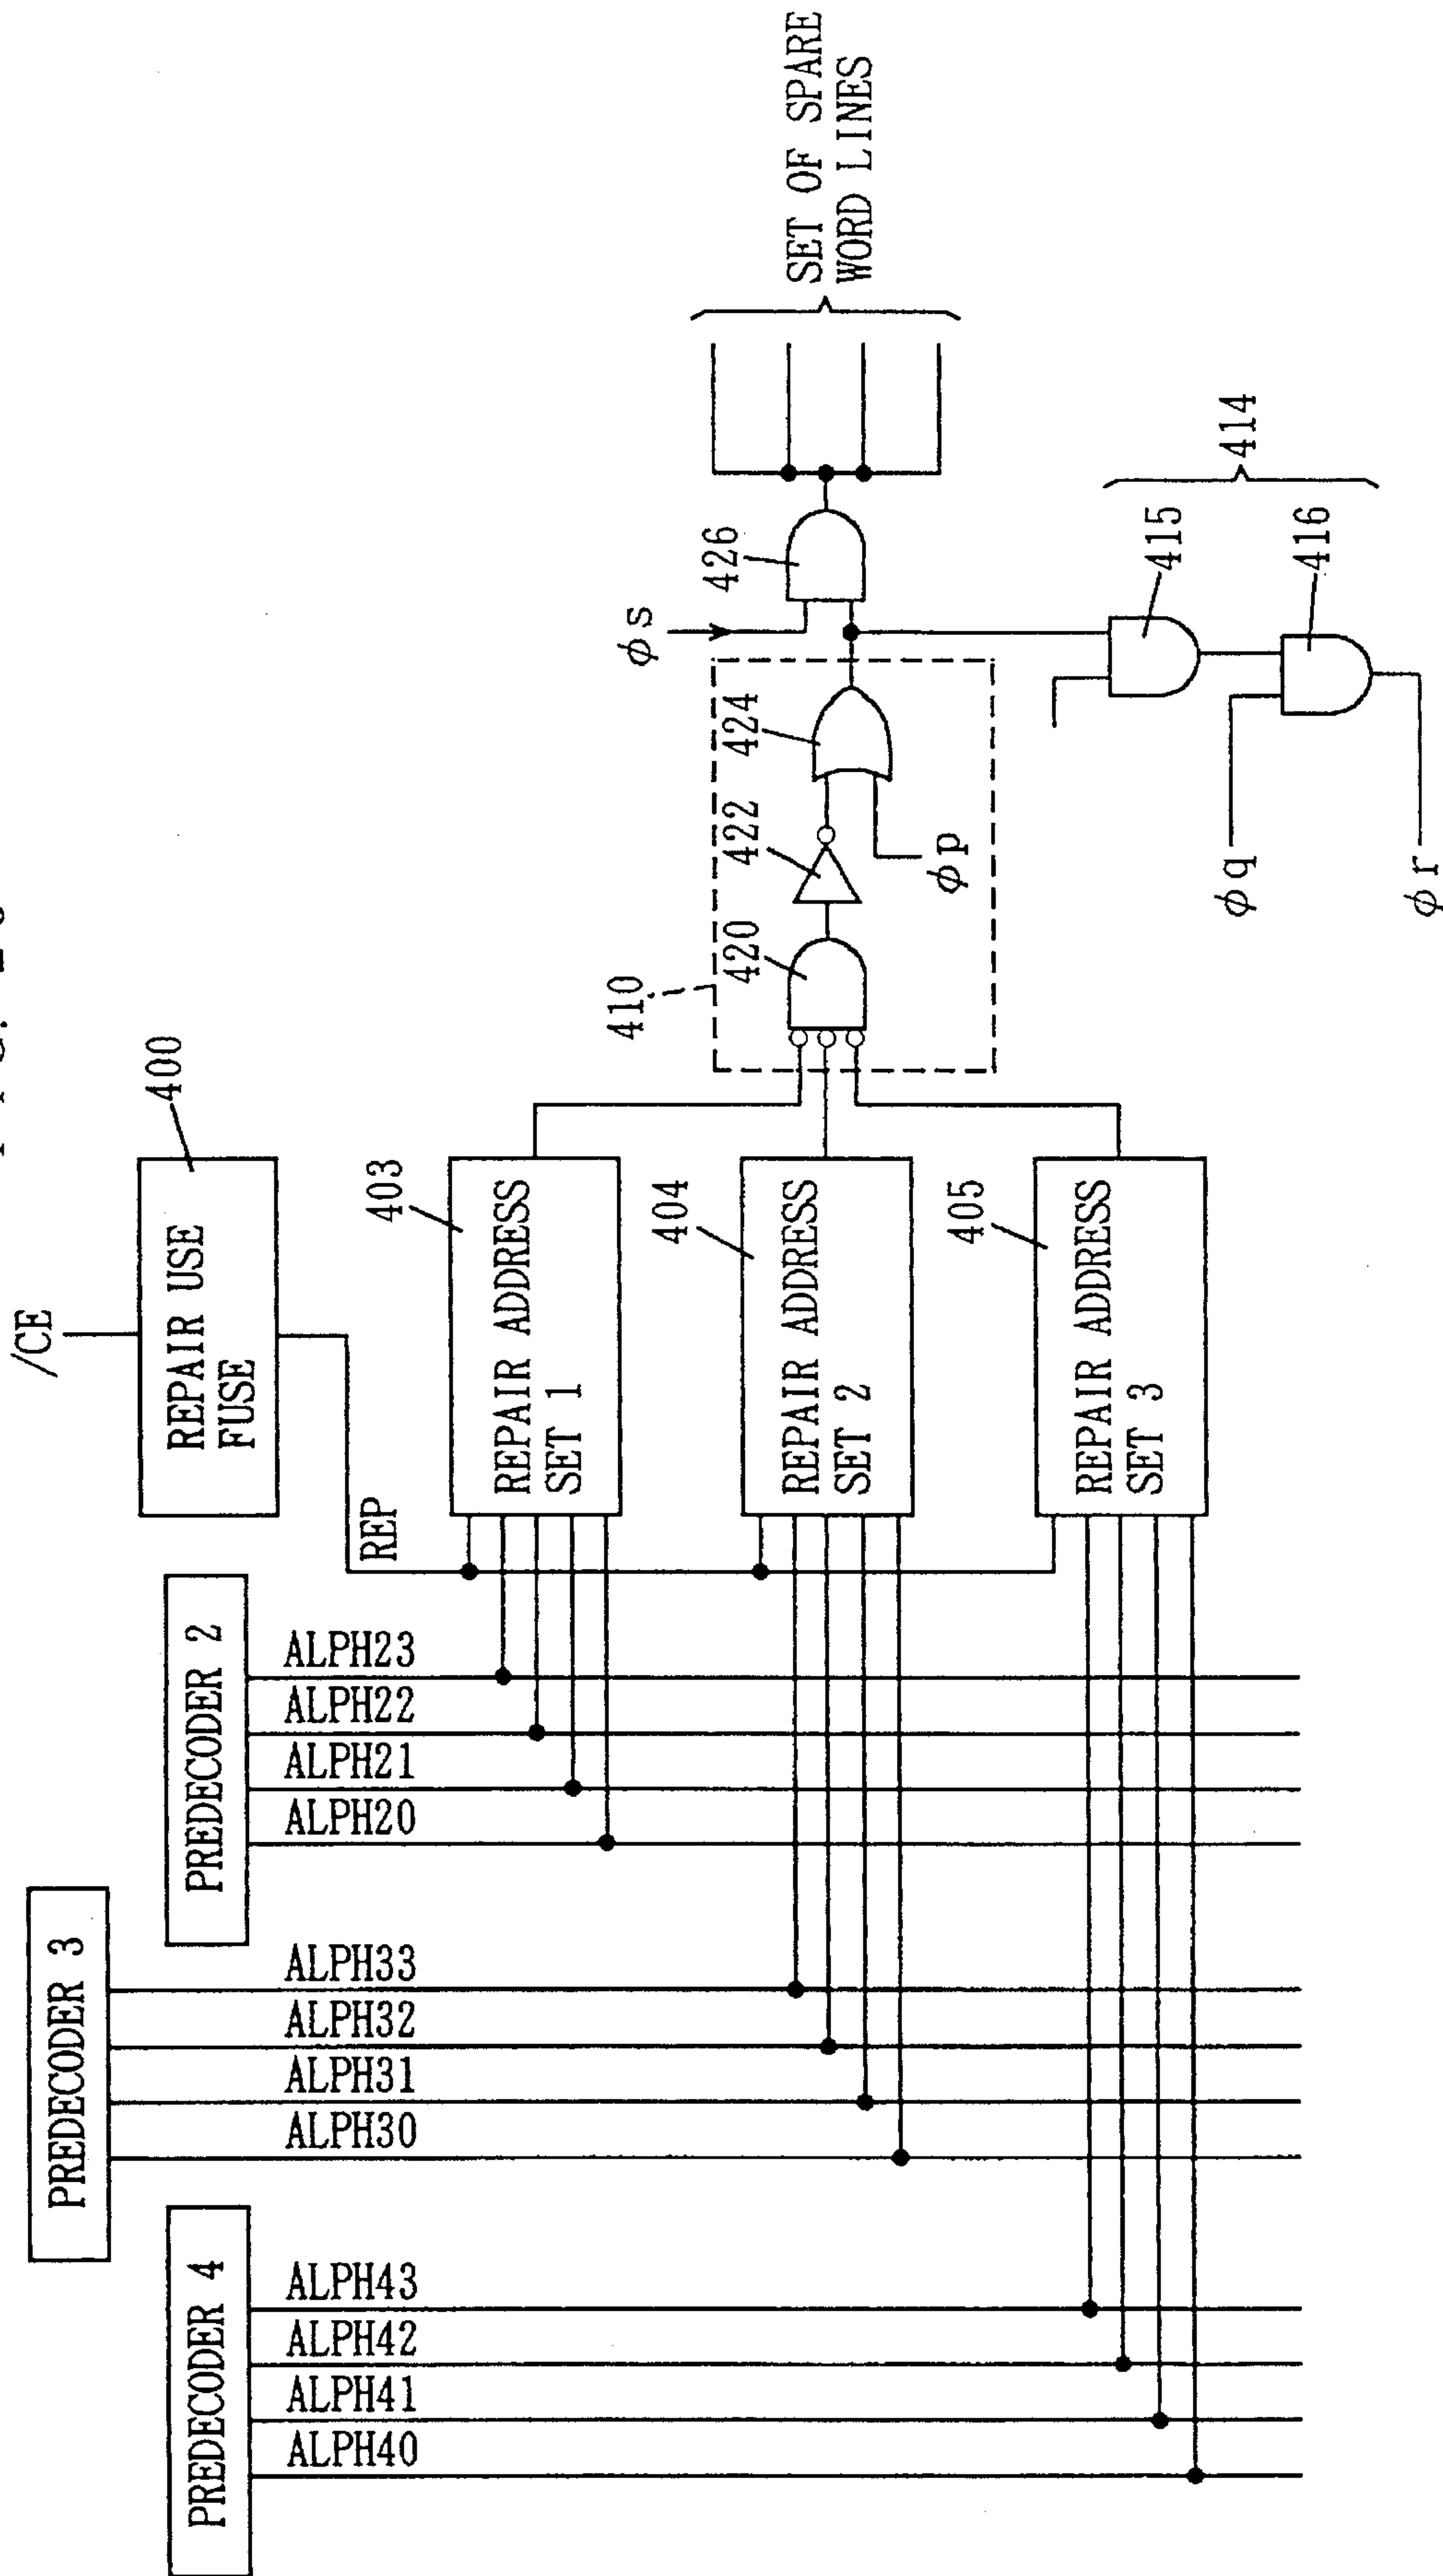 /CE
REPAIR USE
FUSE
400
REP
PREDECODER 4
PREDECODER 3
PREDECODER 2
ALPH40
ALPH41
ALPH42
ALPH43
ALPH30
ALPH31
ALPH32
ALPH33
ALPH20
ALPH21
ALPH22
ALPH23
REPAIR ADDRESS
SET 1
403
REPAIR ADDRESS
SET 2
404
REPAIR ADDRESS
SET 3
405
410
420
422
424
φp
φs
426
SET OF SPARE
WORD LINES
φq
φr
415
416
414